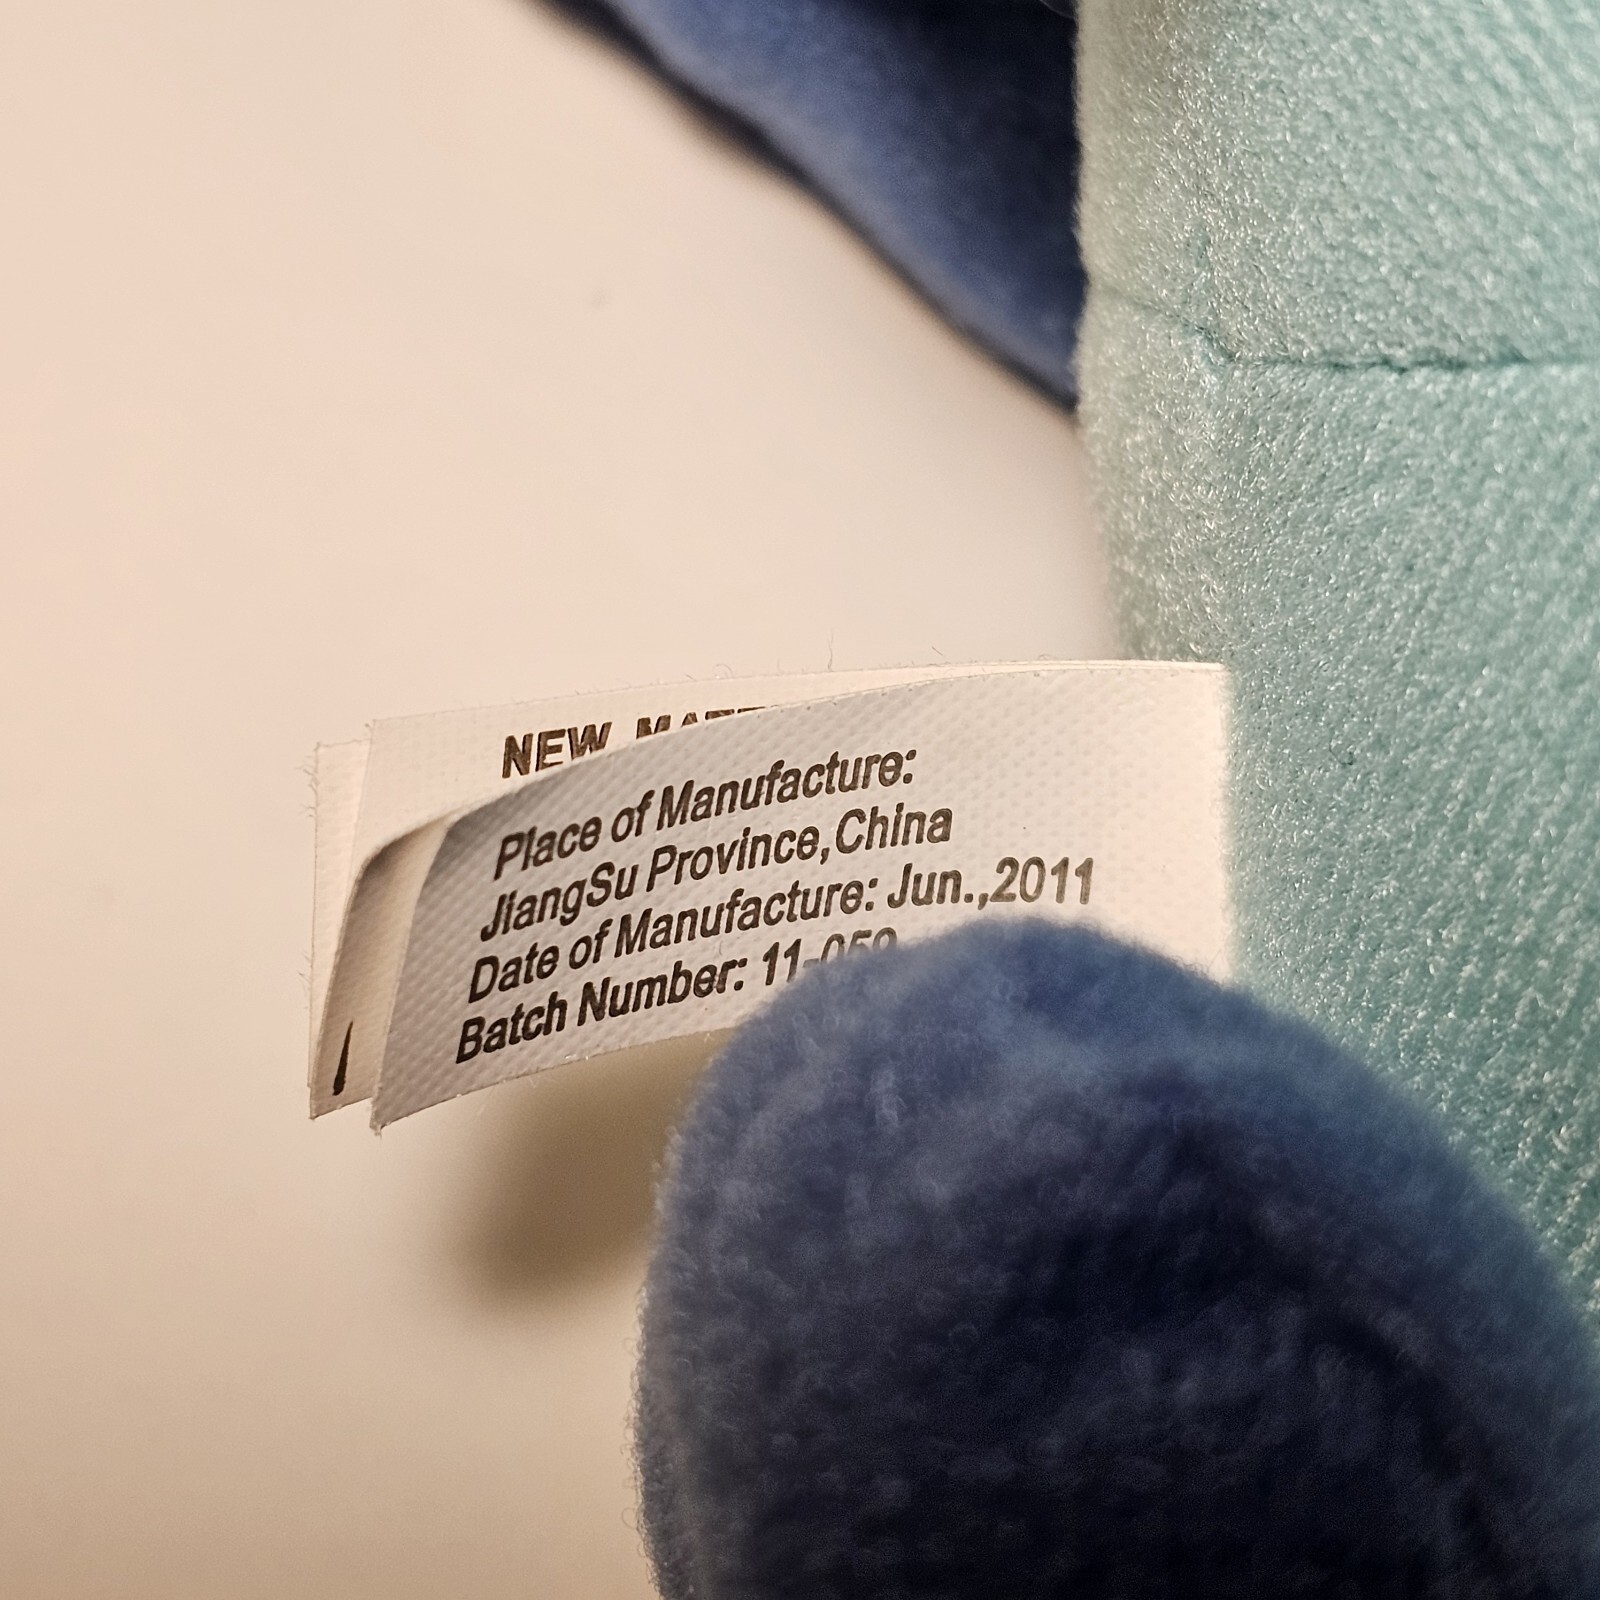 NEW
Place of Manufacture:
JiangSu Province,China
Date of Manufacture: Jun.,2011
Batch Number: